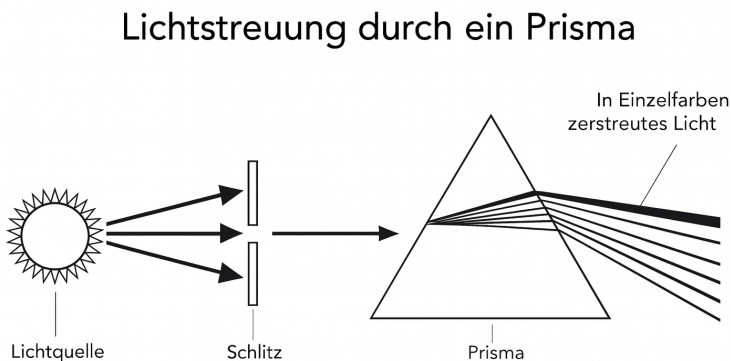 Lichtstreuung durch ein Prisma
In Einzelfarben
zerstreutes Licht
Lichtquelle
Schlitz
Prisma